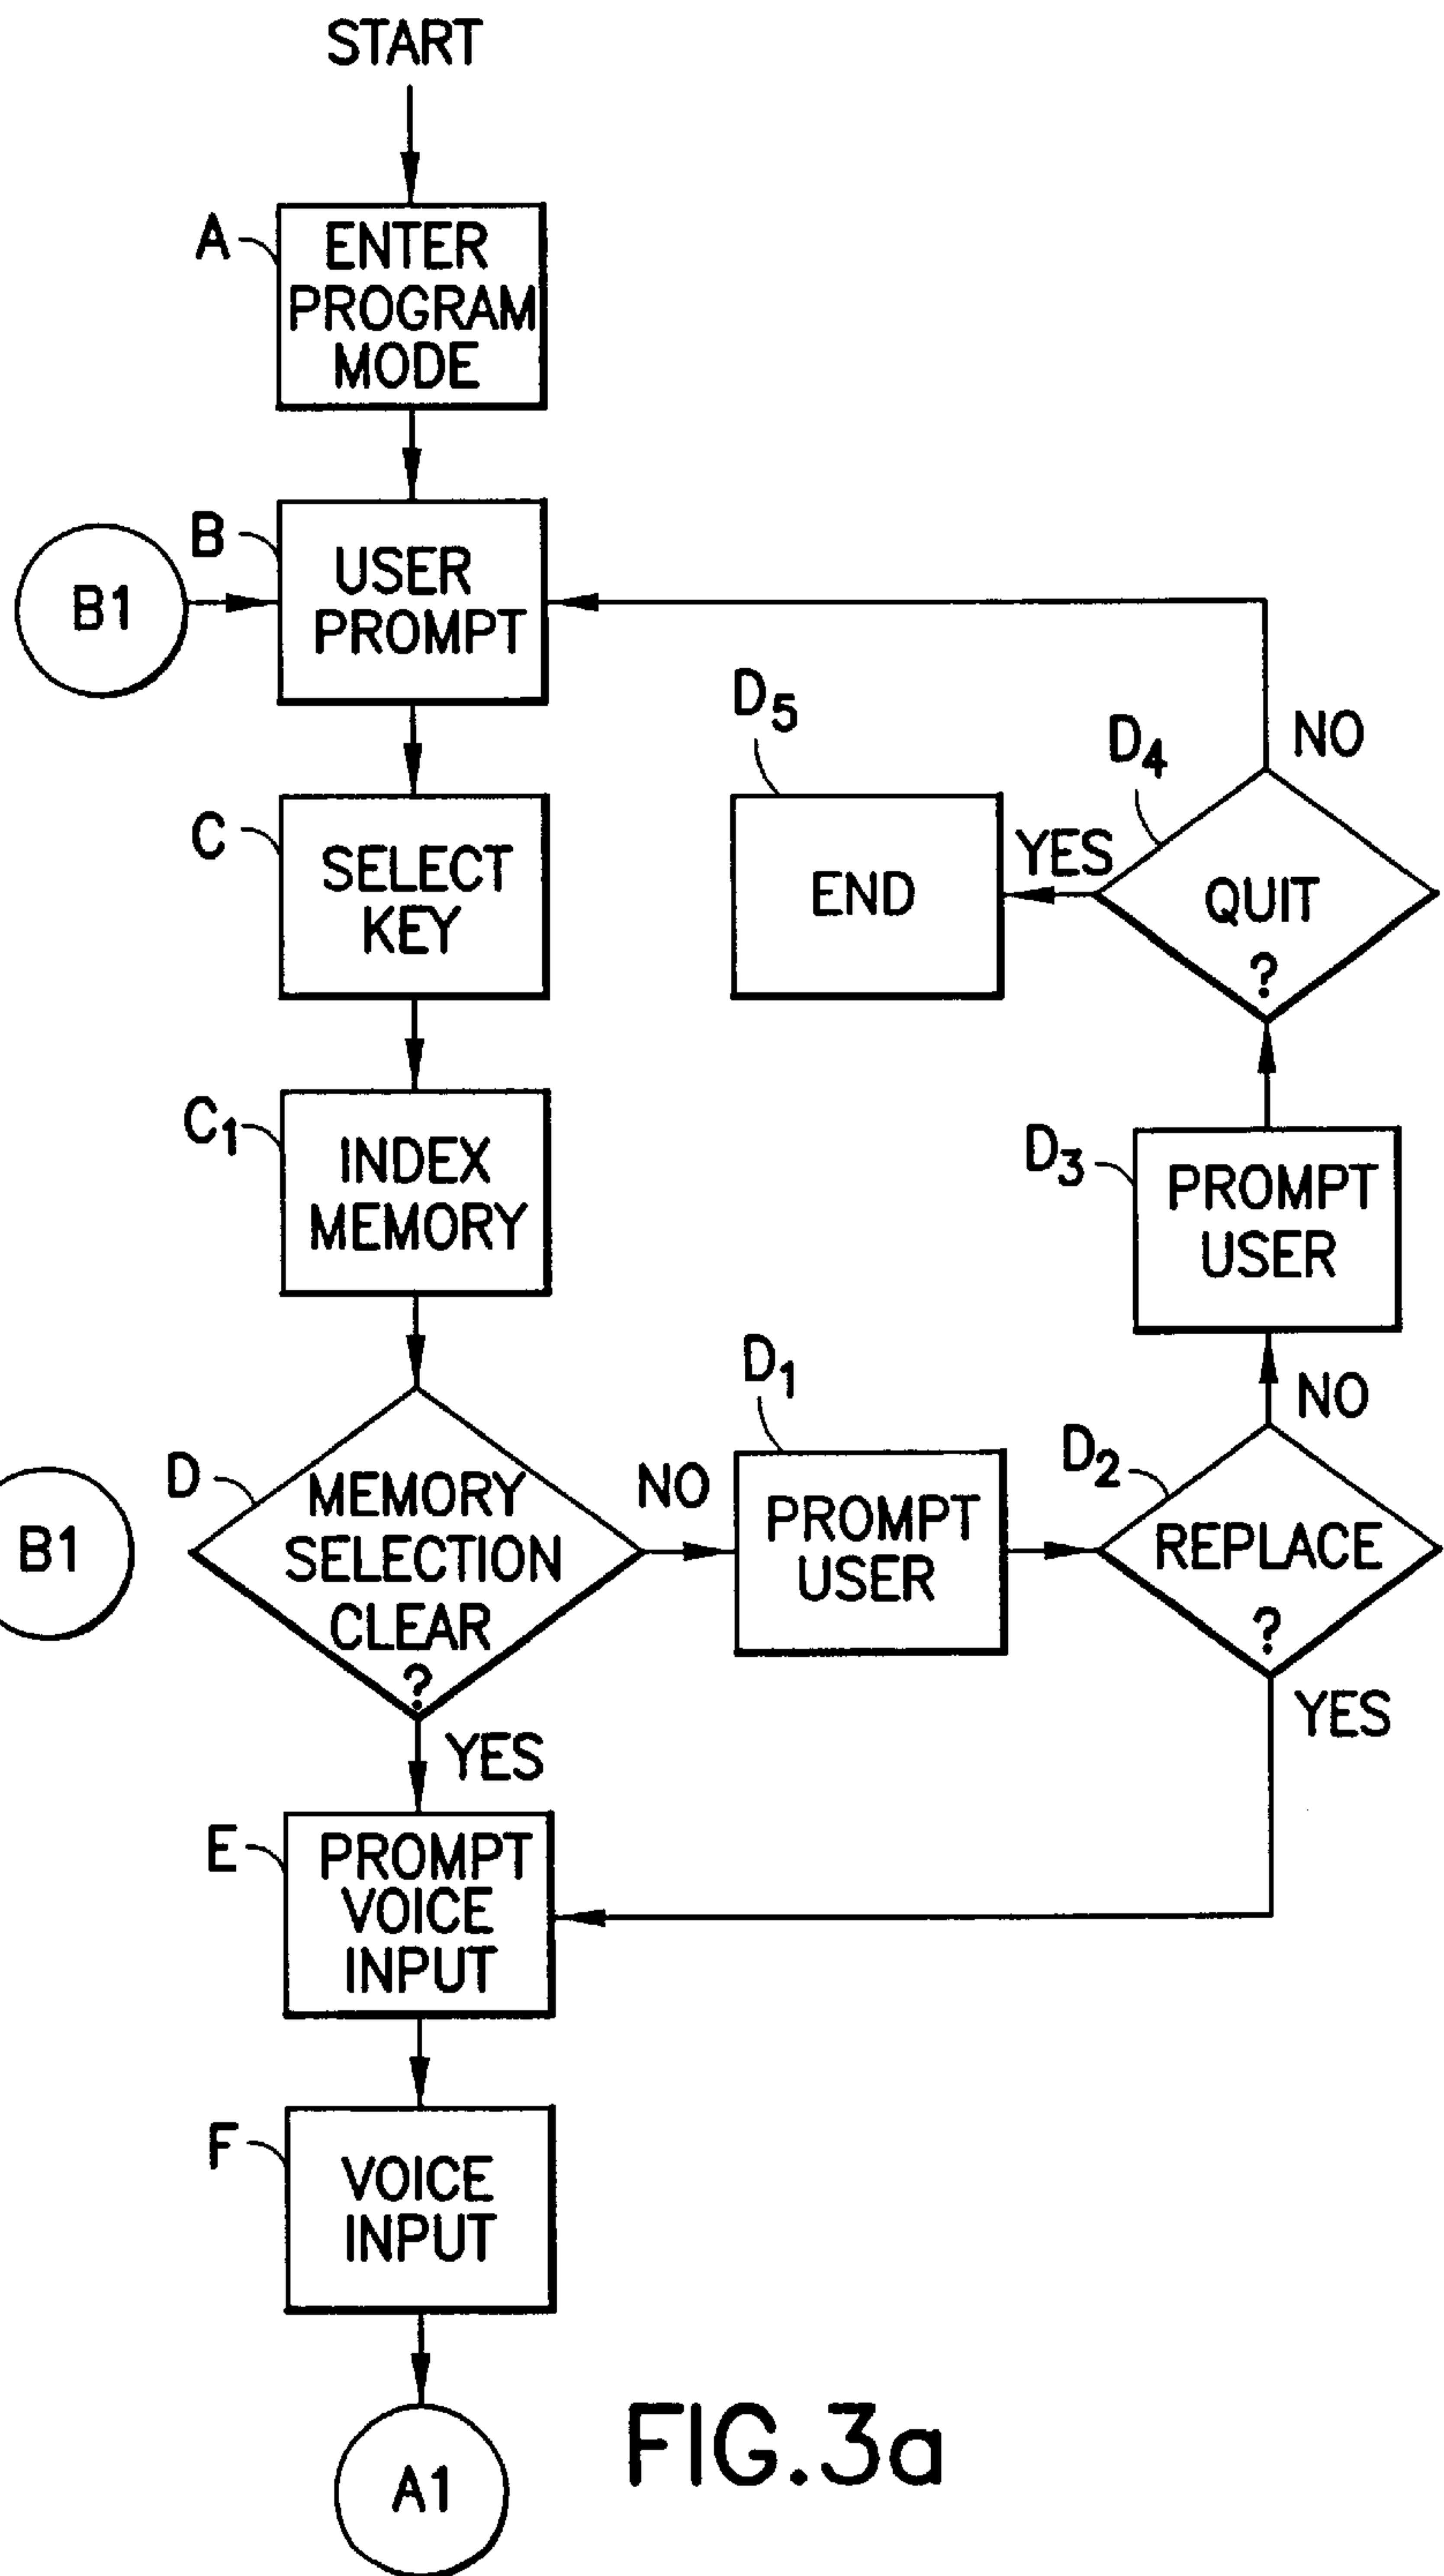 START
A
ENTER
PROGRAM
MODE
B1
B
USER
PROMPT
C
SELECT
KEY
C1
INDEX
MEMORY
B1
D
MEMORY
SELECTION
CLEAR
?
NO
D1
PROMPT
USER
D2
REPLACE
?
NO
YES
D3
PROMPT
USER
D4
QUIT
?
NO
YES
D5
END
YES
E
PROMPT
VOICE
INPUT
F
VOICE
INPUT
A1
FIG.3a